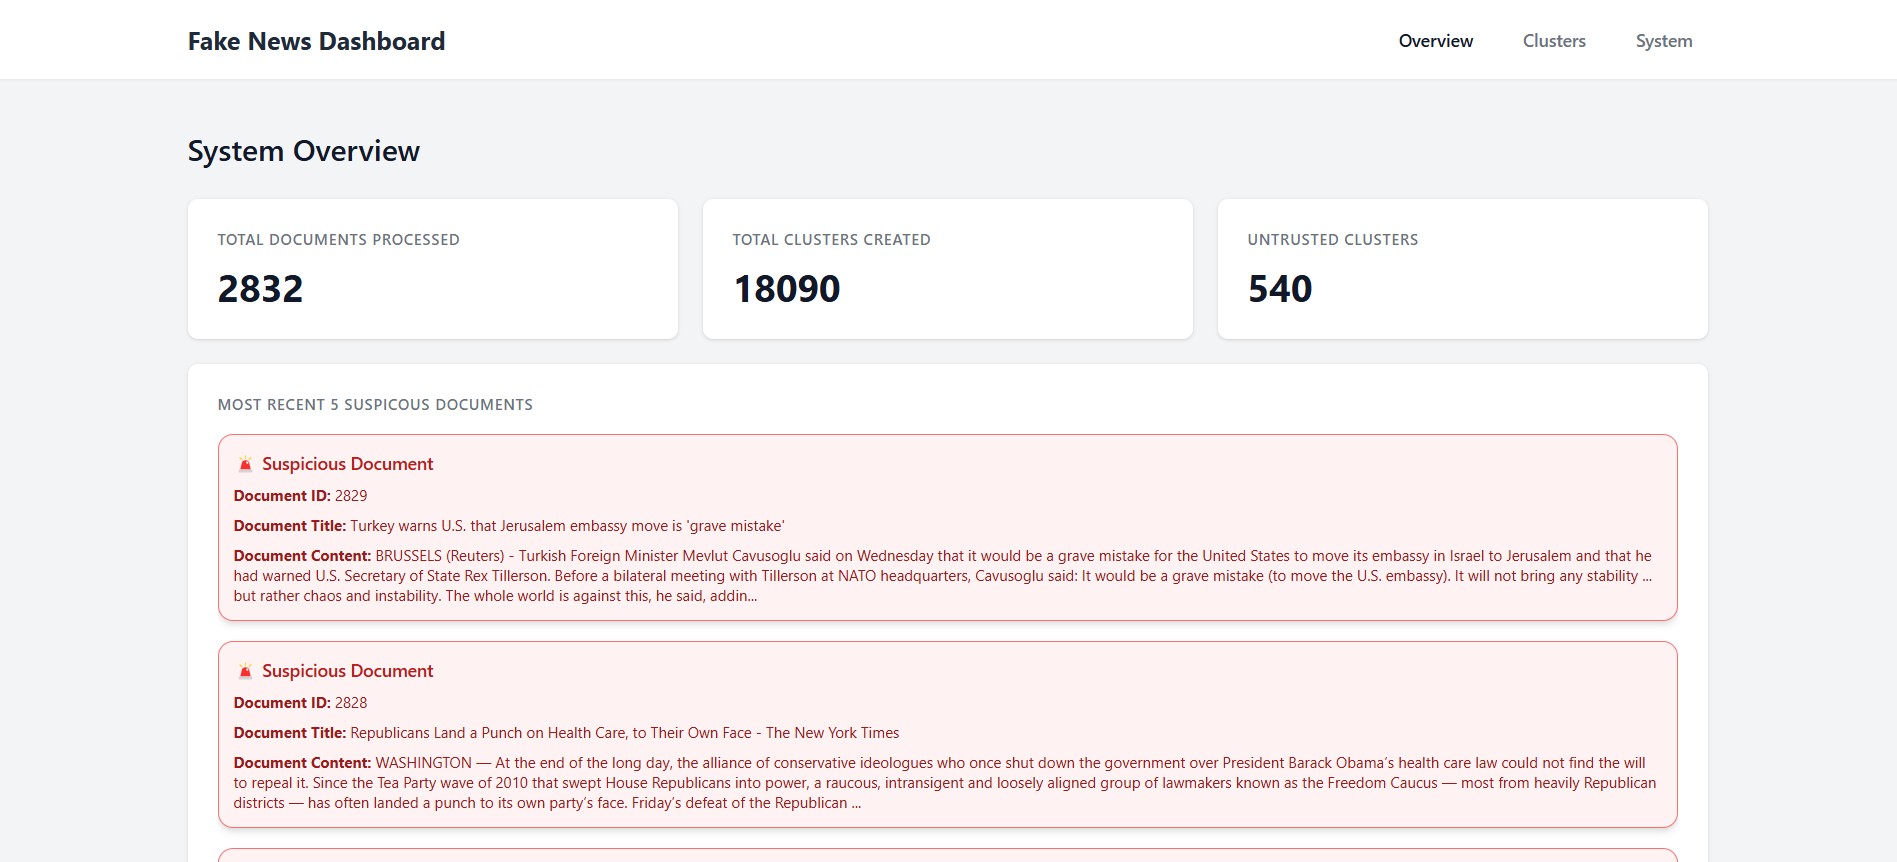 Fake News Dashboard
Overview
Clusters
System
System Overview
TOTAL DOCUMENTS PROCESSED
2832
TOTAL CLUSTERS CREATED
18090
UNTRUSTED CLUSTERS
540
MOST RECENT 5 SUSPICOUS DOCUMENTS
Suspicious Document
Document ID: 2829
Document Title: Turkey warns U.S. that Jerusalem embassy move is 'grave mistake'
Document Content: BRUSSELS (Reuters) - Turkish Foreign Minister Mevlut Cavusoglu said on Wednesday that it would be a grave mistake for the United States to move its embassy in Israel to Jerusalem and that he
had warned U.S. Secretary of State Rex Tillerson. Before a bilateral meeting with Tillerson at NATO headquarters, Cavusoglu said: It would be a grave mistake (to move the U.S. embassy). It will not bring any stability ...
but rather chaos and instability. The whole world is against this, he said, addin...
Suspicious Document
Document ID: 2828
Document Title: Republicans Land a Punch on Health Care, to Their Own Face - The New York Times
Document Content: WASHINGTON — At the end of the long day, the alliance of conservative ideologues who once shut down the government over President Barack Obama’s health care law could not find the will
to repeal it. Since the Tea Party wave of 2010 that swept House Republicans into power, a raucous, intransigent and loosely aligned group of lawmakers known as the Freedom Caucus — most from heavily Republican
districts — has often landed a punch to its own party’s face. Friday’s defeat of the Republican ...